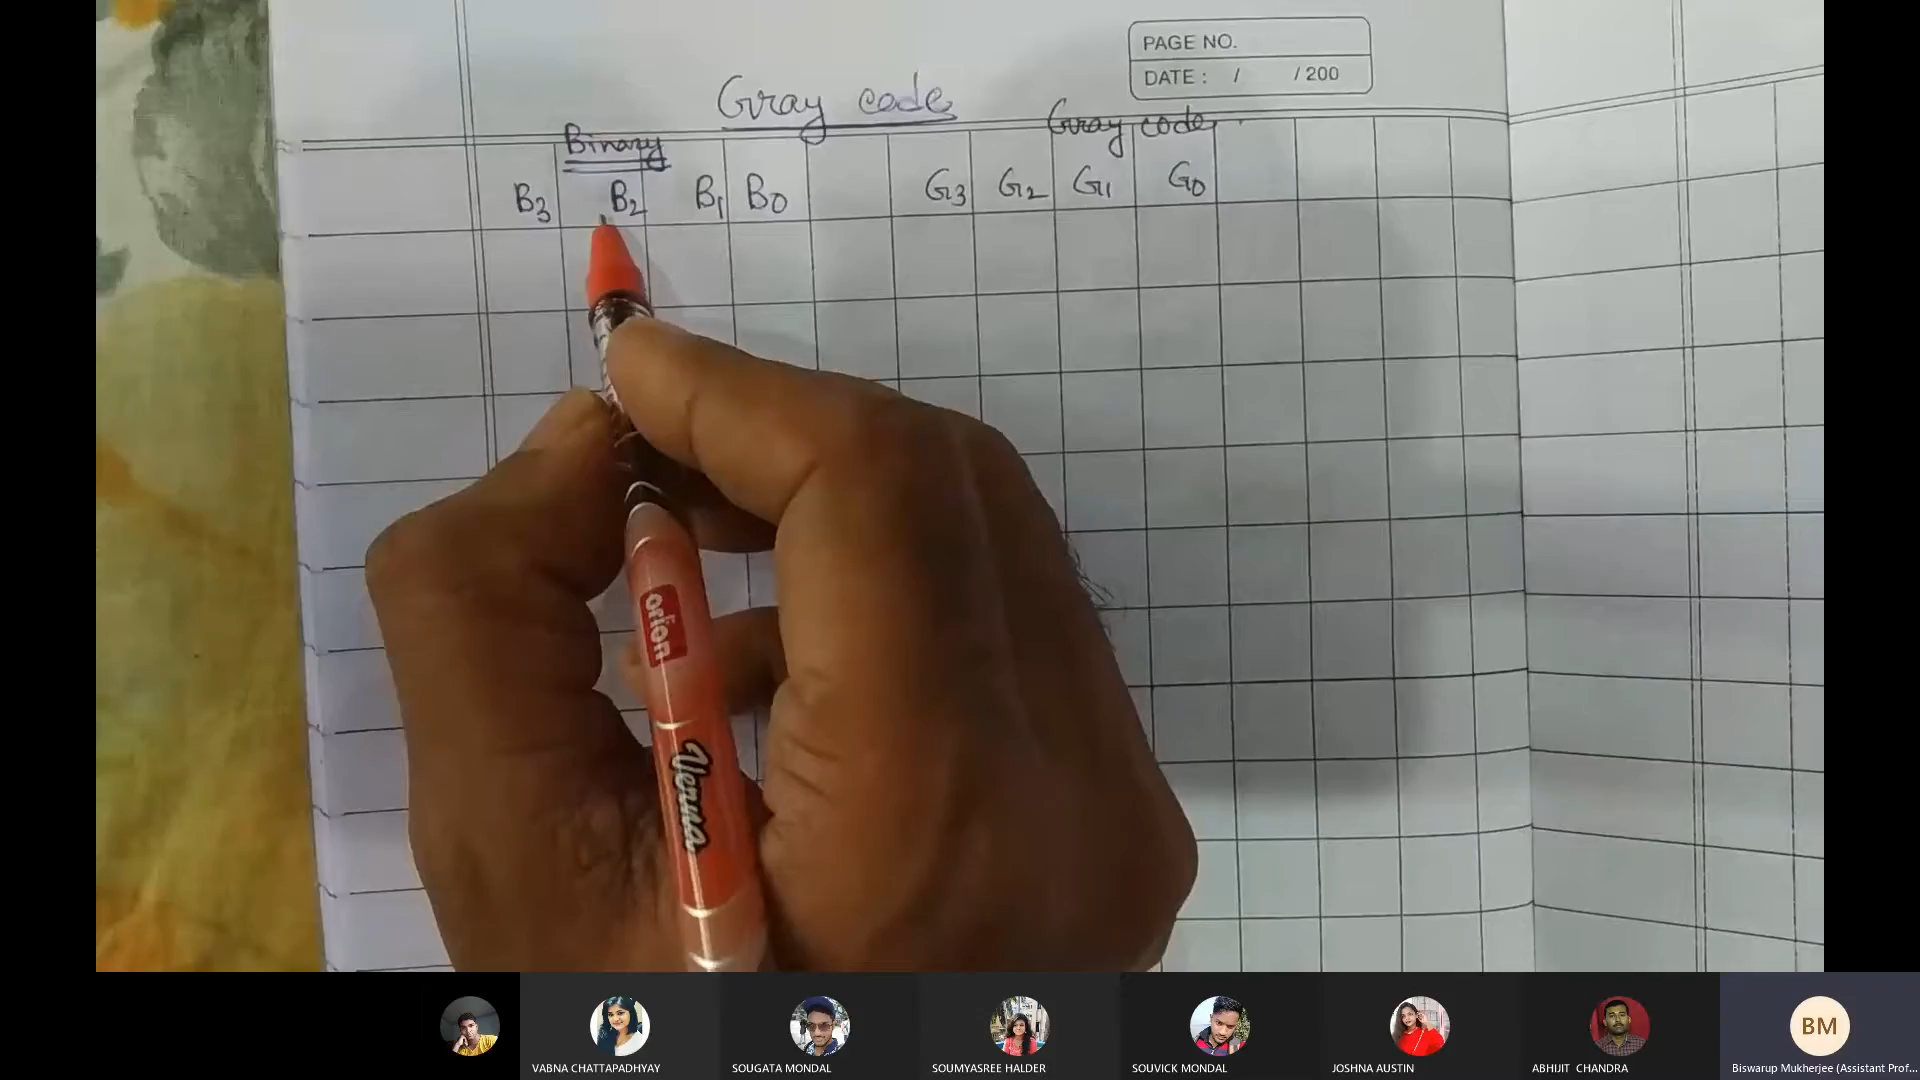 PAGE NO.
DATE : / / 200
Gray code
Binary
Gray code
B3 B2 B1 B0 G3 G2 G1 G0
orion
Verma
VABNA CHATTAPADHYAY
SOUGATA MONDAL
SOUMYASREE HALDER
SOUVICK MONDAL
JOSHNA AUSTIN
ABHIJIT CHANDRA
BM
Biswarup Mukherjee (Assistant Prof...